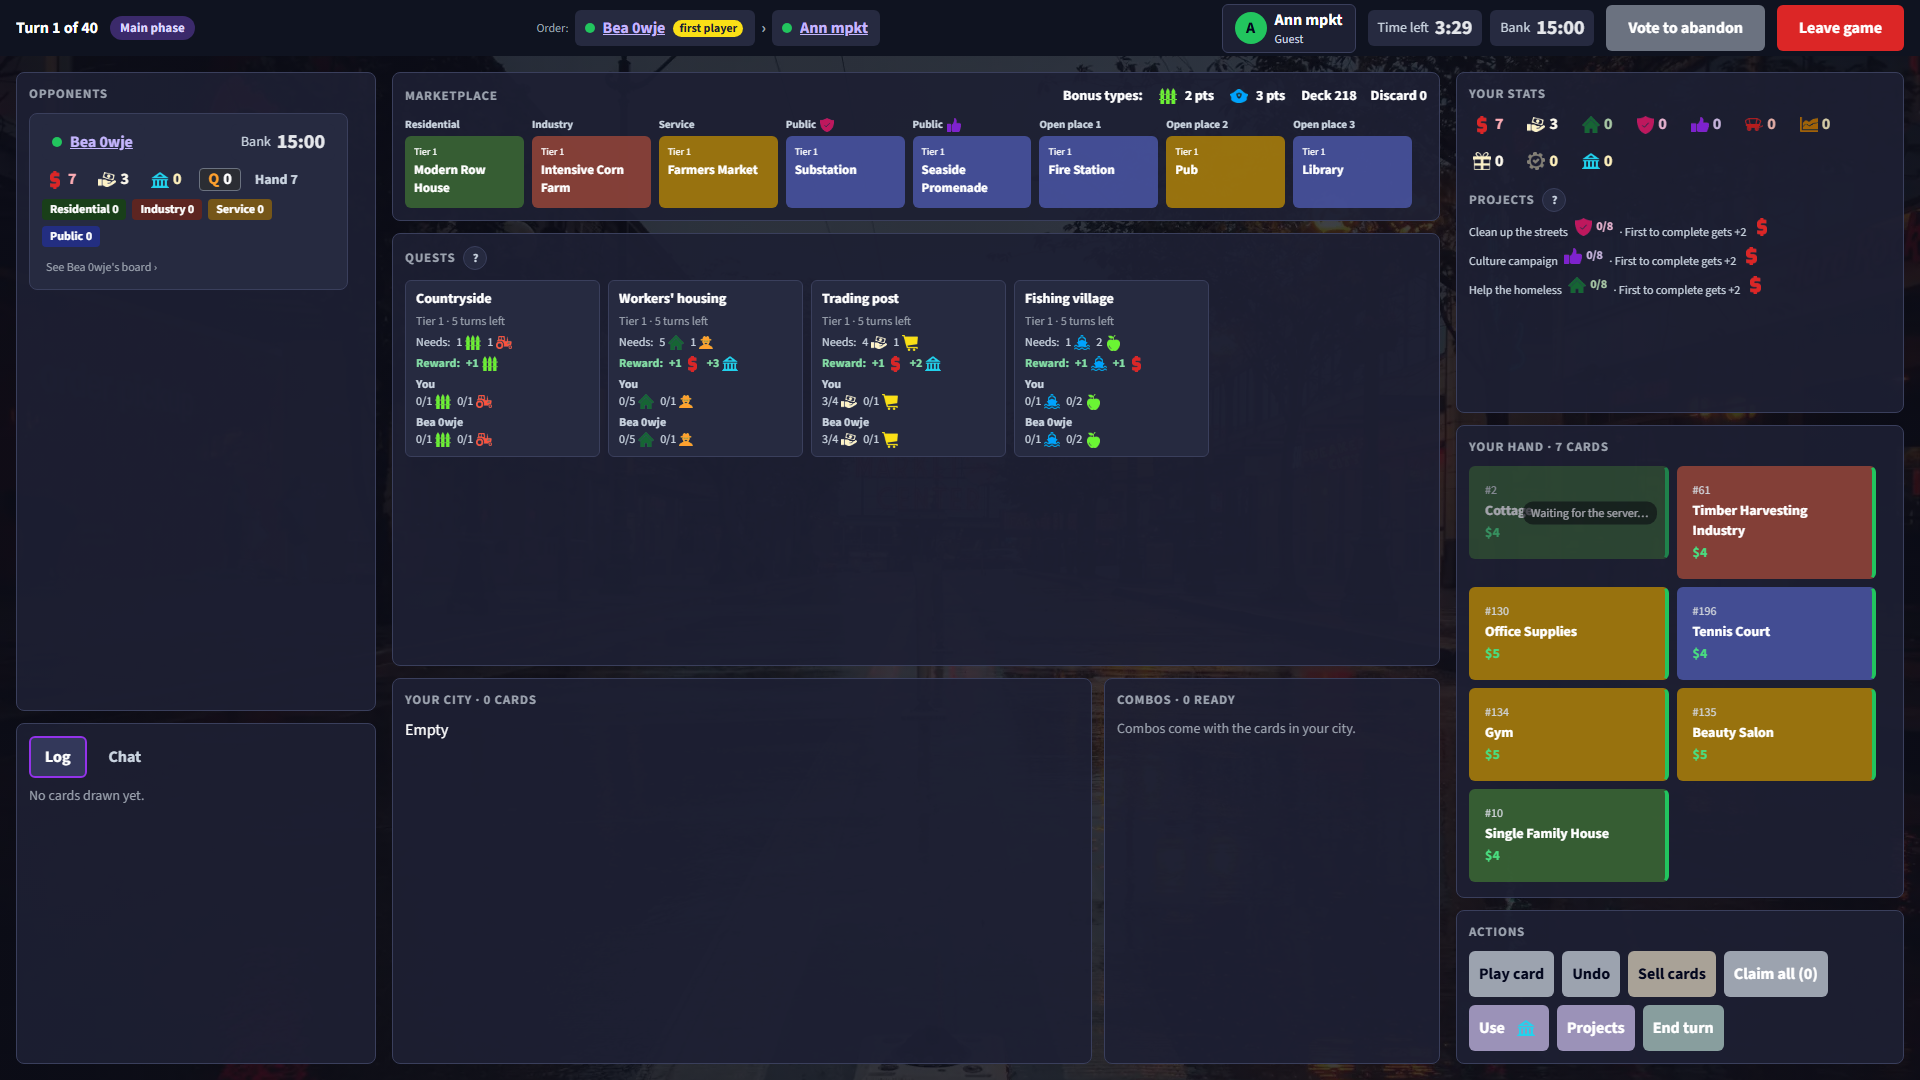 Turn 1 of 40 Main phase Order: Bea 0wje first player › Ann mpkt A Ann mpkt Guest Time left 3:29 Bank 15:00 Vote to abandon Leave game
OPPONENTS
Bea 0wje Bank 15:00
7 3 0 Q 0 Hand 7
Residential 0 Industry 0 Service 0
Public 0
See Bea 0wje's board ›
Log Chat
No cards drawn yet.
MARKETPLACE Bonus types: 2 pts 3 pts Deck 218 Discard 0
Residential Industry Service Public Public Open place 1 Open place 2 Open place 3
Tier 1 Modern Row House
Tier 1 Intensive Corn Farm
Tier 1 Farmers Market
Tier 1 Substation
Tier 1 Seaside Promenade
Tier 1 Fire Station
Tier 1 Pub
Tier 1 Library
QUESTS ?
Countryside
Tier 1 · 5 turns left
Needs: 1 1
Reward: +1
You
0/1 0/1
Bea 0wje
0/1 0/1
Workers' housing
Tier 1 · 5 turns left
Needs: 5 1
Reward: +1 +3
You
0/5 0/1
Bea 0wje
0/5 0/1
Trading post
Tier 1 · 5 turns left
Needs: 4 1
Reward: +1 +2
You
3/4 0/1
Bea 0wje
3/4 0/1
Fishing village
Tier 1 · 5 turns left
Needs: 1 2
Reward: +1 +1
You
0/1 0/2
Bea 0wje
0/1 0/2
YOUR CITY · 0 CARDS
Empty
COMBOS · 0 READY
Combos come with the cards in your city.
YOUR STATS
7 3 0 0 0 0 0
0 0 0
PROJECTS ?
Clean up the streets 0/8 · First to complete gets +2
Culture campaign 0/8 · First to complete gets +2
Help the homeless 0/8 · First to complete gets +2
YOUR HAND · 7 CARDS
#2
Waiting for the server...
$4
#61
Timber Harvesting
Industry
$4
#130
Office Supplies
$5
#196
Tennis Court
$4
#134
Gym
$5
#135
Beauty Salon
$5
#10
Single Family House
$4
ACTIONS
Play card Undo Sell cards Claim all (0)
Use Projects End turn